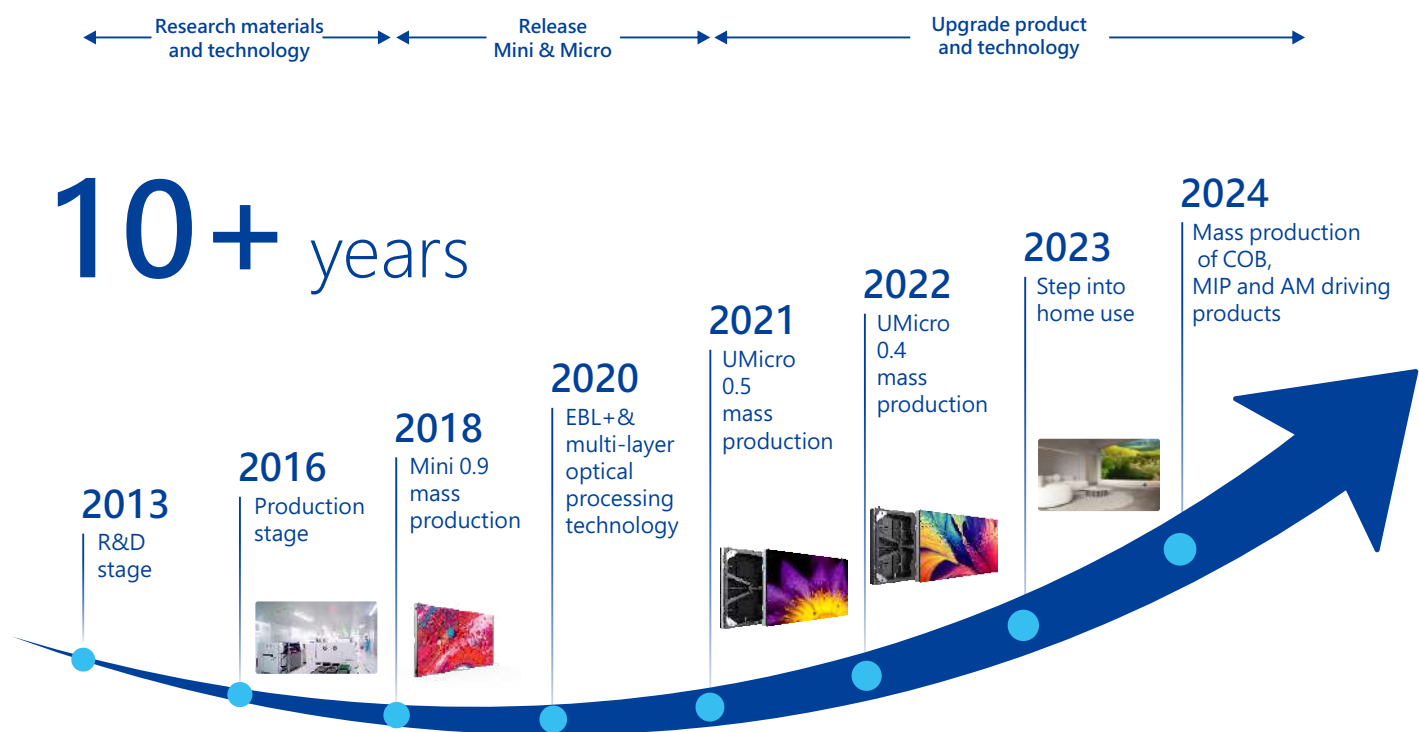 Research materials
and technology
Release
Mini & Micro
Upgrade product
and technology
10+ years
2013
R&D
stage
2016
Production
stage
2018
Mini 0.9
mass
production
2020
EBL+&
multi-layer
optical
processing
technology
2021
UMicro
0.5
mass
production
2022
UMicro
0.4
mass
production
2023
Step into
home use
2024
Mass production
of COB,
MIP and AM driving
products